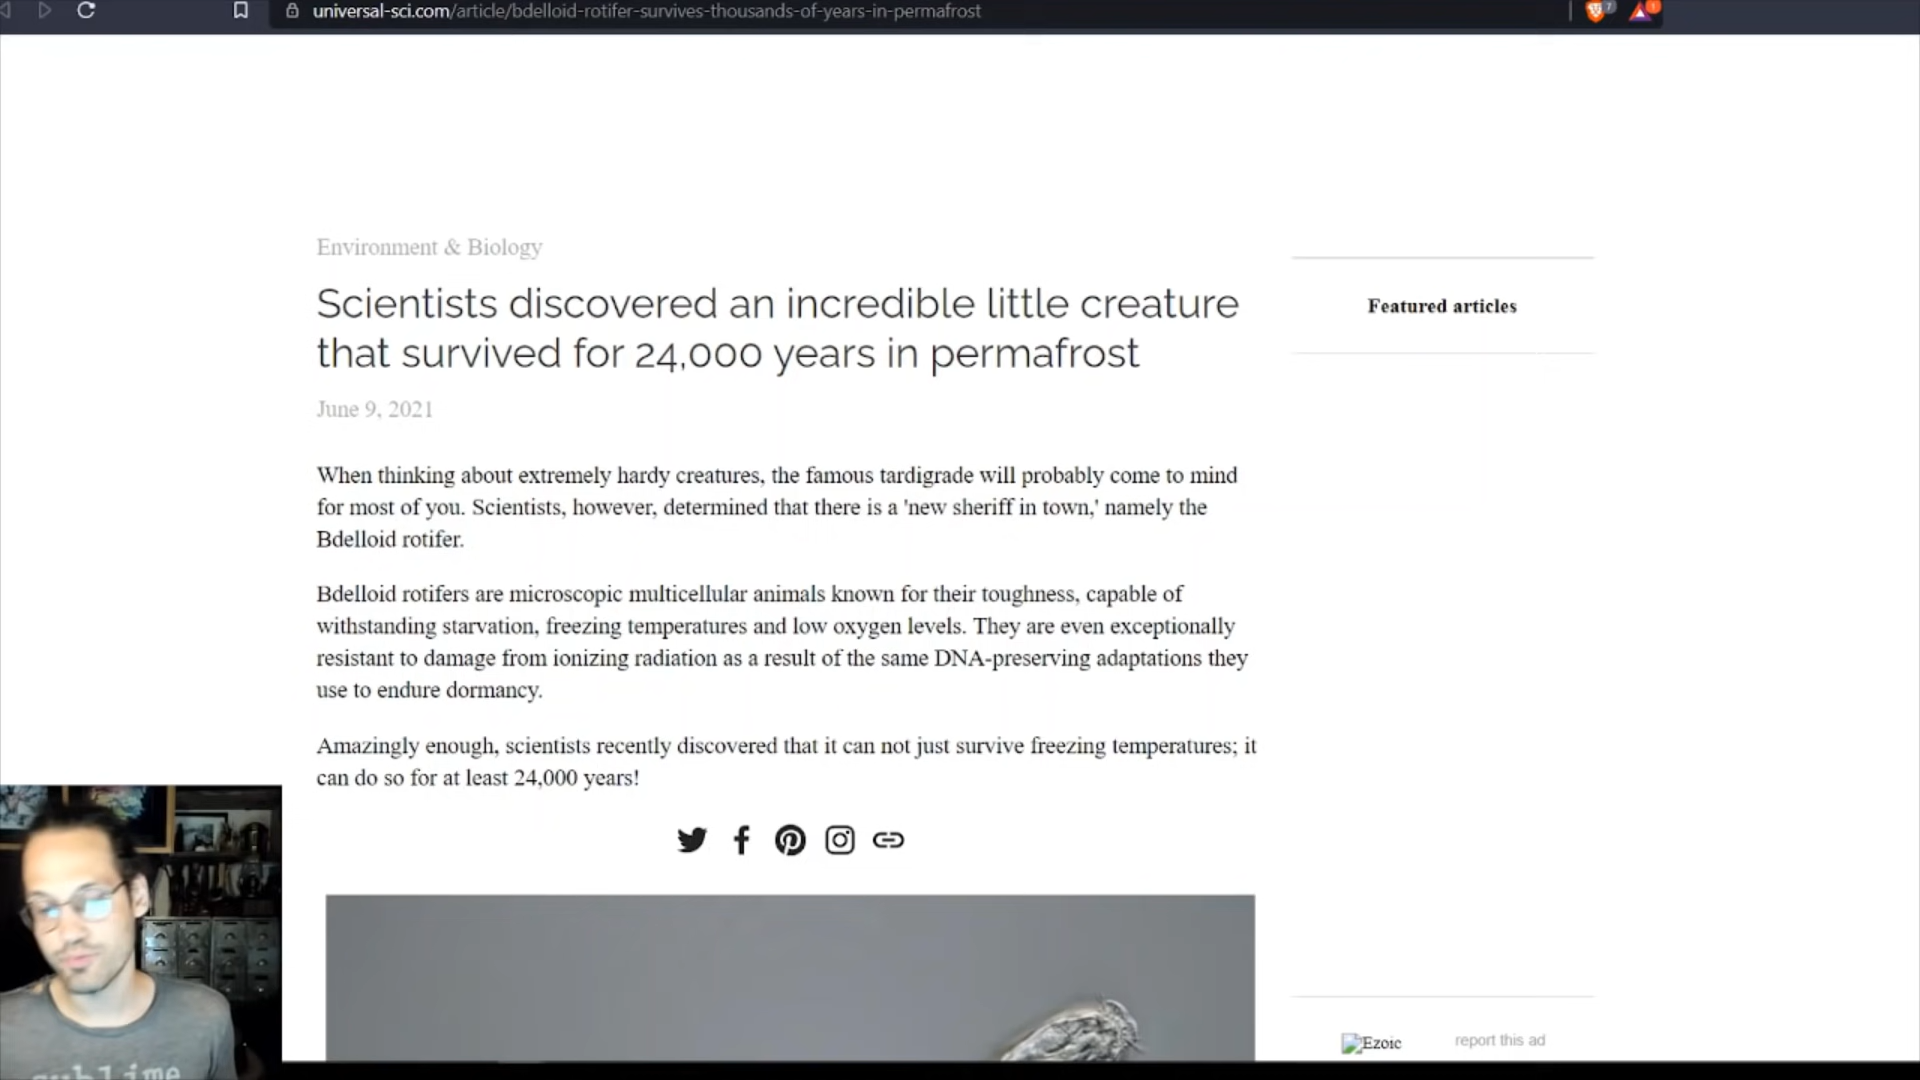 universal-sci.com/article/bdelloid-rotifer-survives-thousands-of-years-in-permafrost
7
1
Environment & Biology
Scientists discovered an incredible little creature
that survived for 24,000 years in permafrost
June 9, 2021
When thinking about extremely hardy creatures, the famous tardigrade will probably come to mind
for most of you. Scientists, however, determined that there is a 'new sheriff in town,' namely the
Bdelloid rotifer.
Bdelloid rotifers are microscopic multicellular animals known for their toughness, capable of
withstanding starvation, freezing temperatures and low oxygen levels. They are even exceptionally
resistant to damage from ionizing radiation as a result of the same DNA-preserving adaptations they
use to endure dormancy.
Amazingly enough, scientists recently discovered that it can not just survive freezing temperatures; it
can do so for at least 24,000 years!
Featured articles
Ezoic
report this ad
sublime